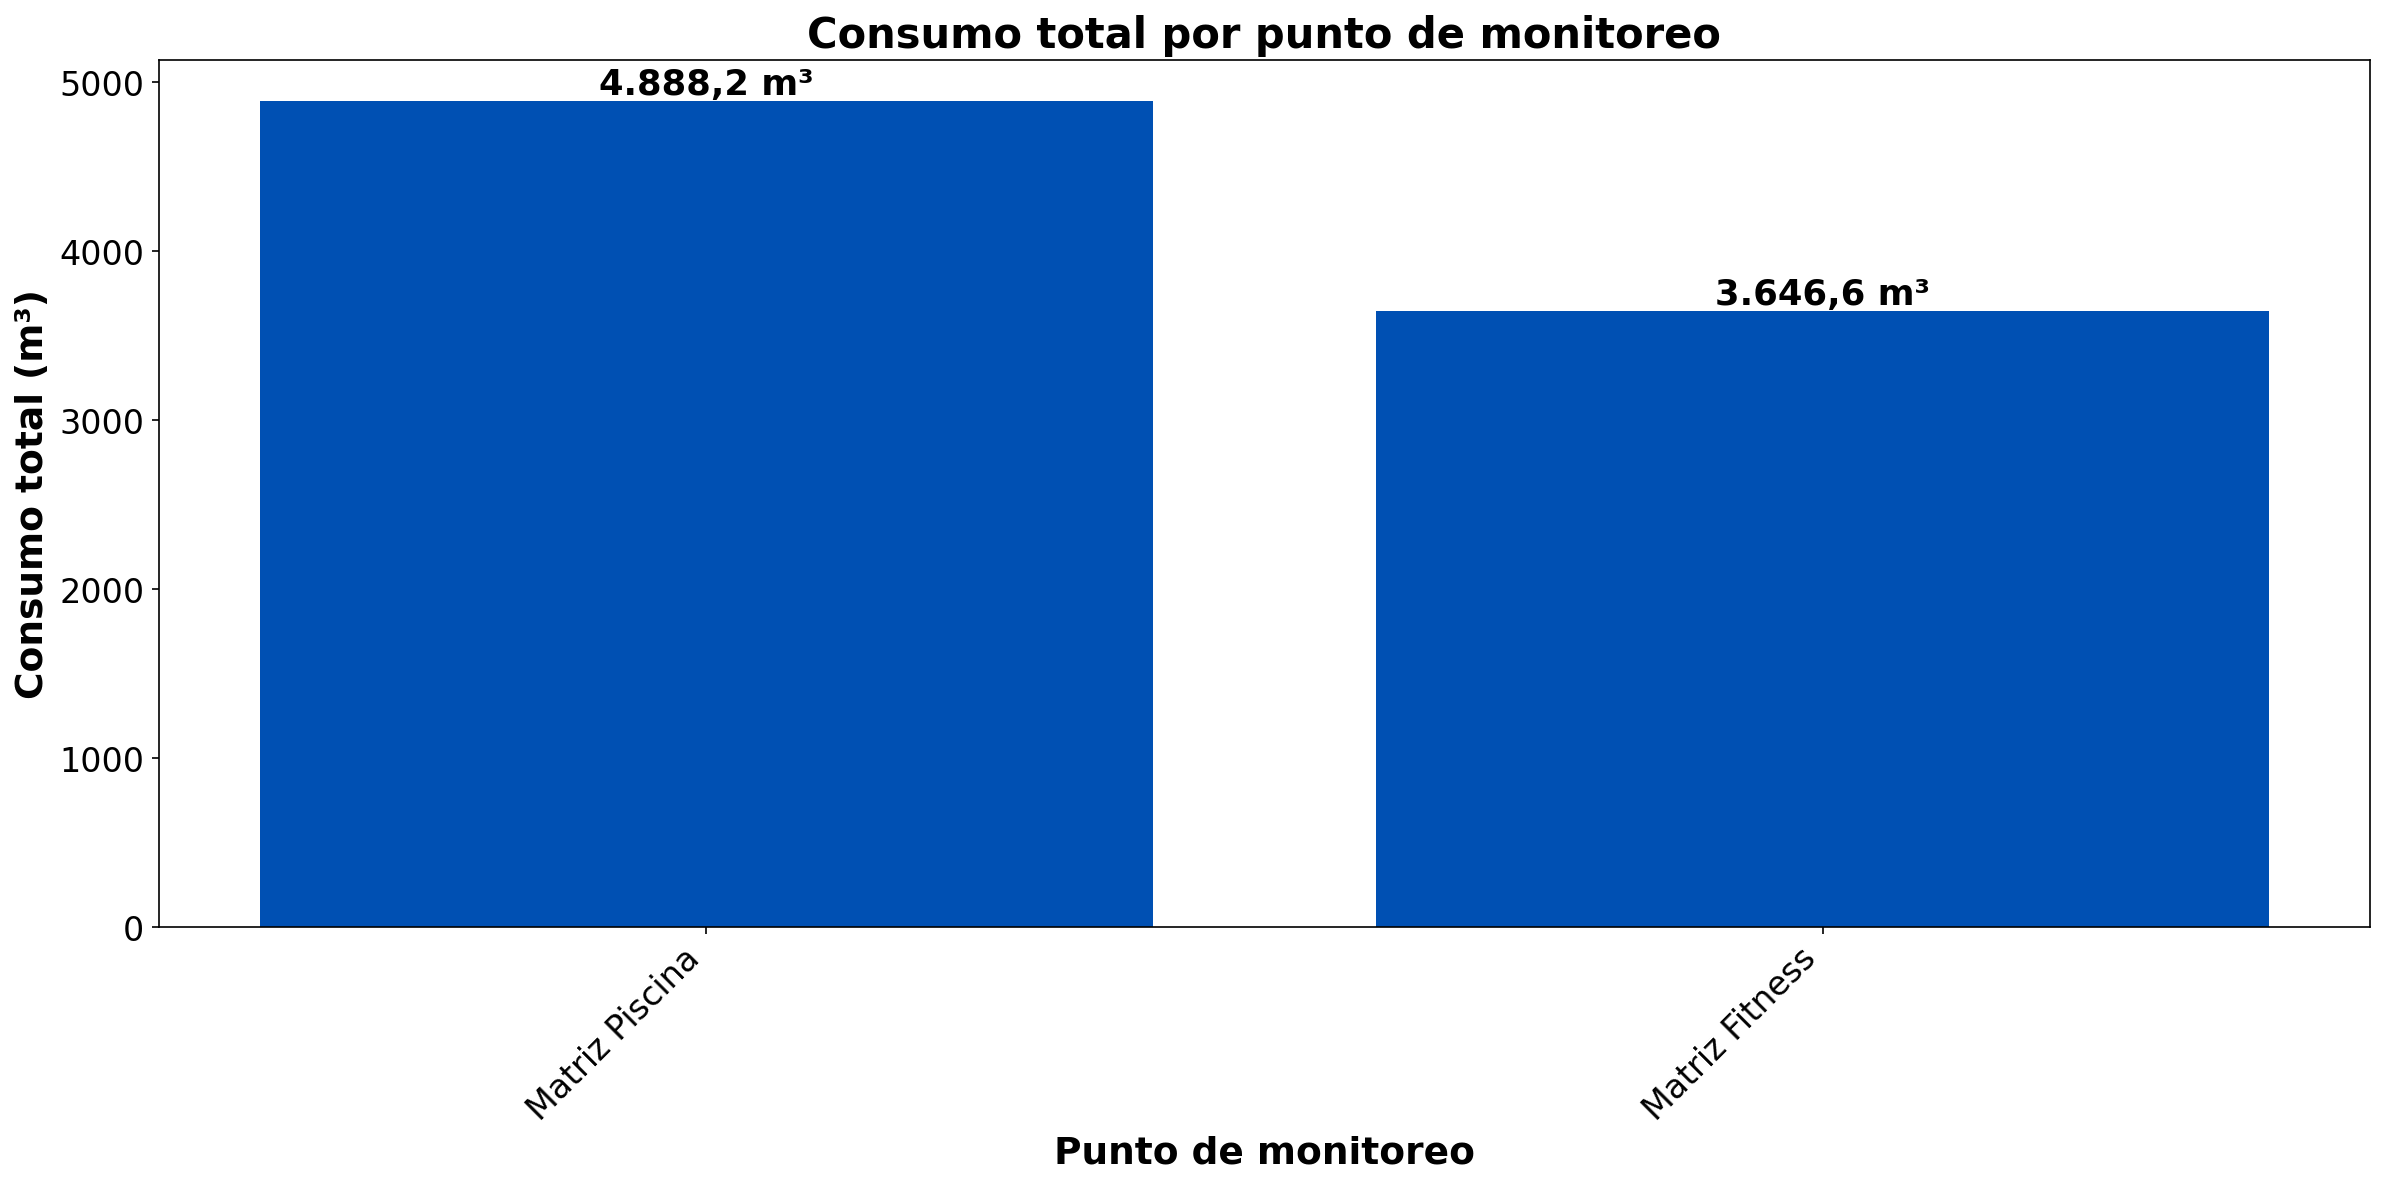 Consumo total por punto de monitoreo
Consumo total (m³)
5000
4000
3000
2000
1000
0
4.888,2 m³
3.646,6 m³
Matriz Piscina
Matriz Fitness
Punto de monitoreo